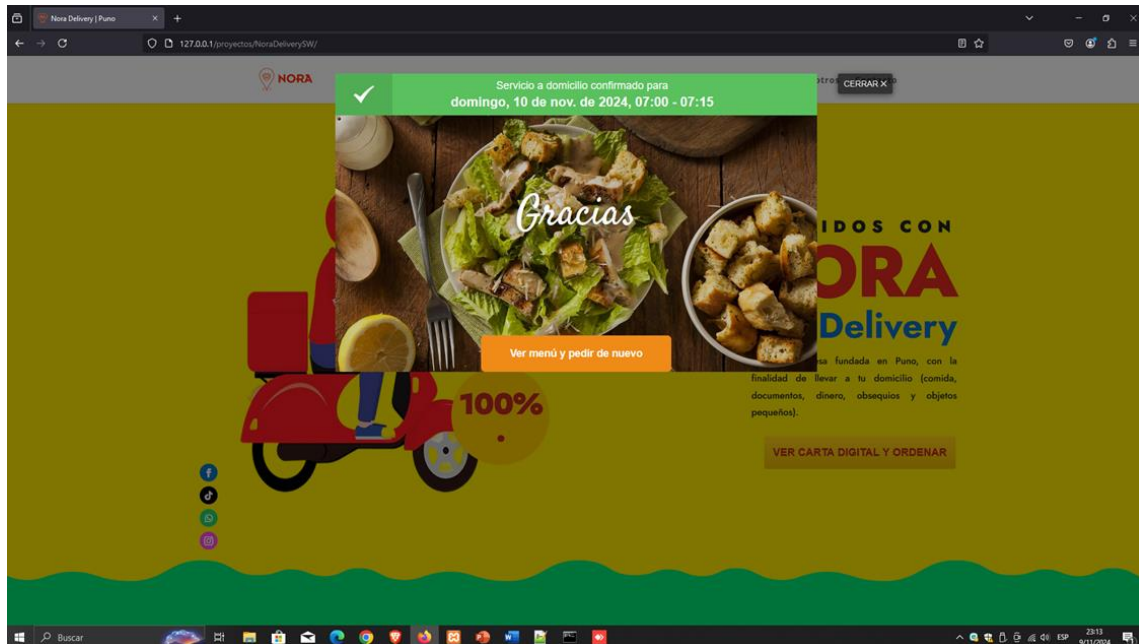 Nora Delivery | Puno
127.0.0.1/proyectos/NoraDeliverySW/
NORA
CERRAR X
Servicio a domicilio confirmado para
domingo, 10 de nov. de 2024, 07:00 - 07:15
Gracias
Ver menú y pedir de nuevo
IDOS CON
ORA
Delivery
sa fundada en Puno, con la
finalidad de llevar a tu domicilio (comida,
documentos, dinero, obsequios y objetos
pequeños).
VER CARTA DIGITAL Y ORDENAR
100%
Buscar
ESP
23:13
9/11/2024